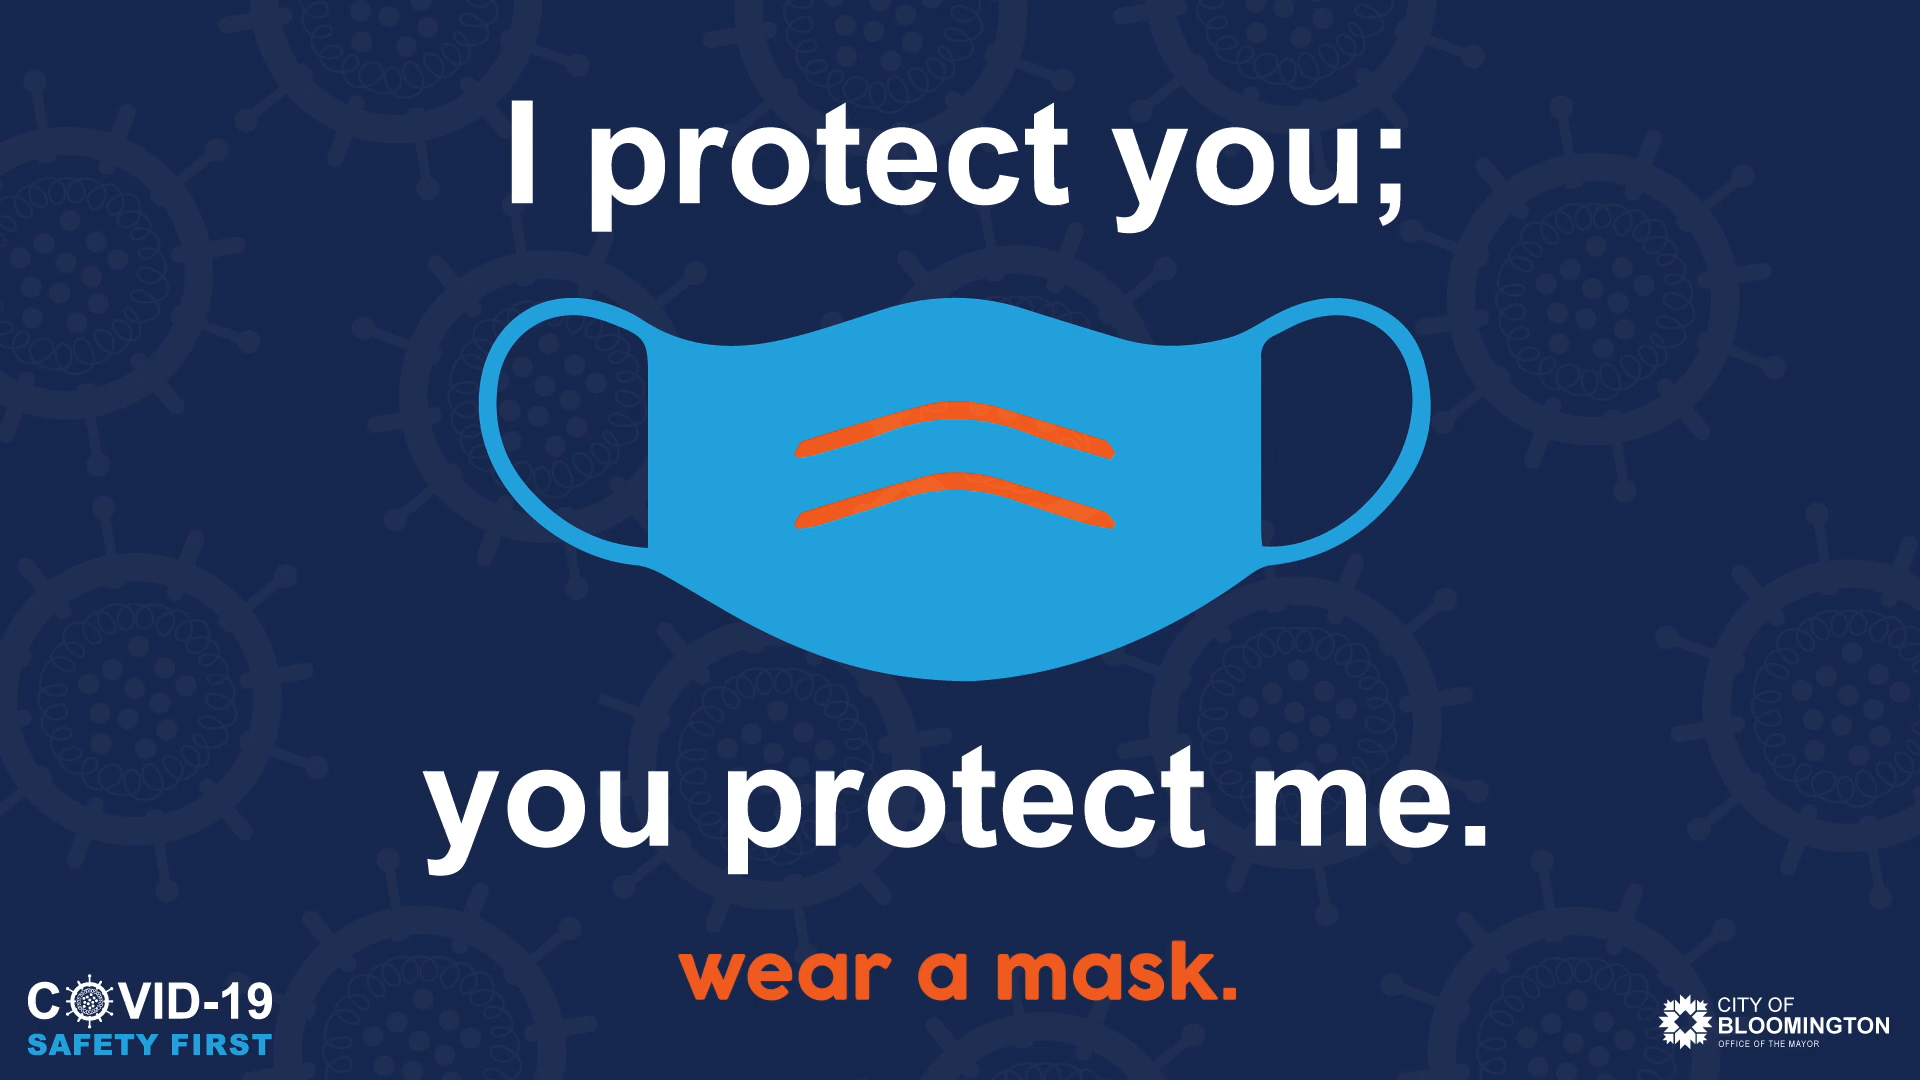 I protect you;
you protect me.
wear a mask.
COVID-19
SAFETY FIRST
CITY OF
BLOOMINGTON
OFFICE OF THE MAYOR